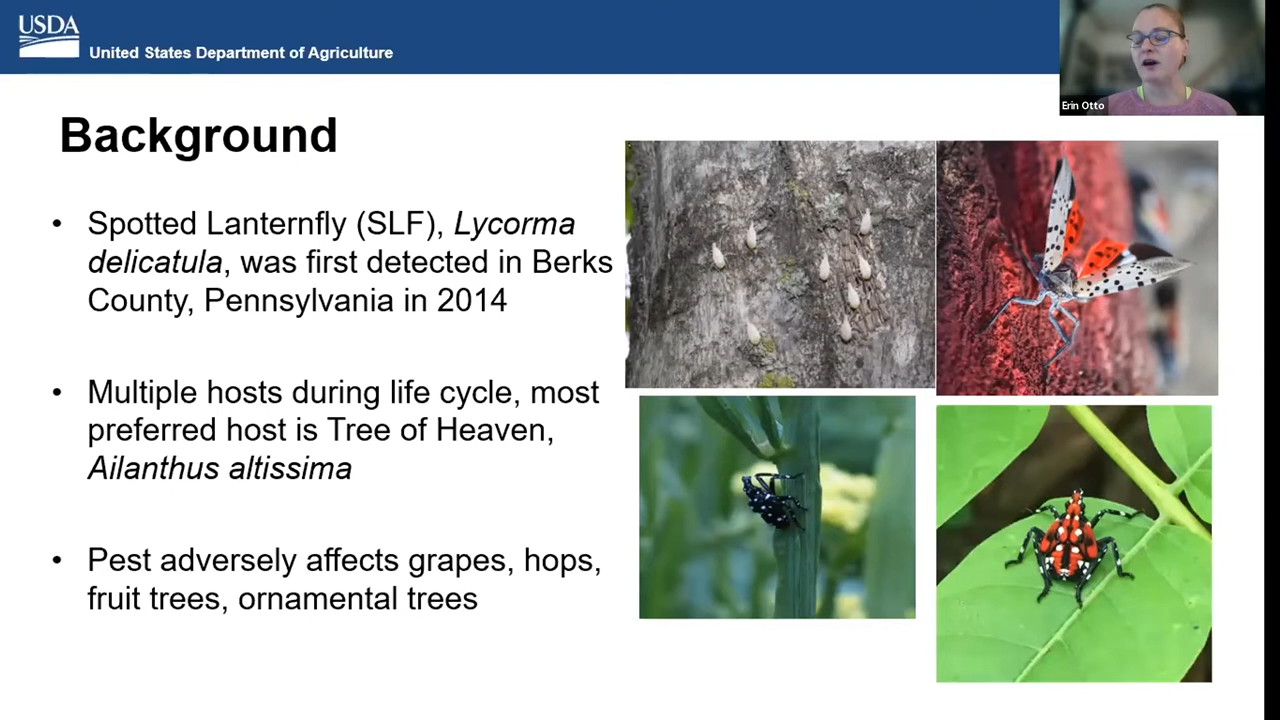 USDA
United States Department of Agriculture
Erin Otto
Background
• Spotted Lanternfly (SLF), Lycorma
delicatula, was first detected in Berks
County, Pennsylvania in 2014
• Multiple hosts during life cycle, most
preferred host is Tree of Heaven,
Ailanthus altissima
• Pest adversely affects grapes, hops,
fruit trees, ornamental trees